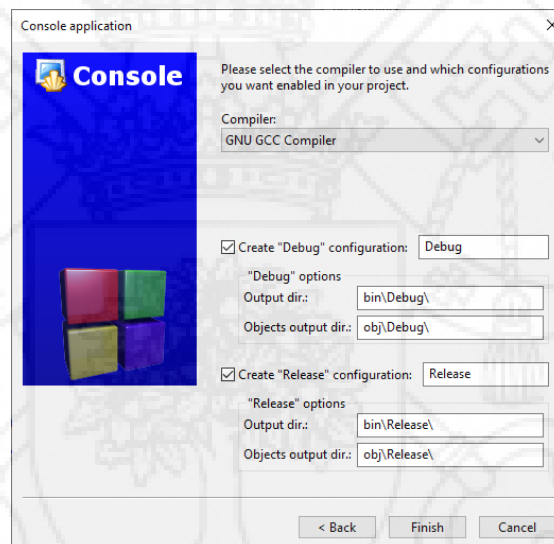 Console application
Console
Please select the compiler to use and which configurations
you want enabled in your project.
Compiler:
GNU GCC Compiler
Create "Debug" configuration: Debug
"Debug" options
Output dir.: bin\Debug\
Objects output dir.: obj\Debug\
Create "Release" configuration: Release
"Release" options
Output dir.: bin\Release\
Objects output dir.: obj\Release\
< Back Finish Cancel